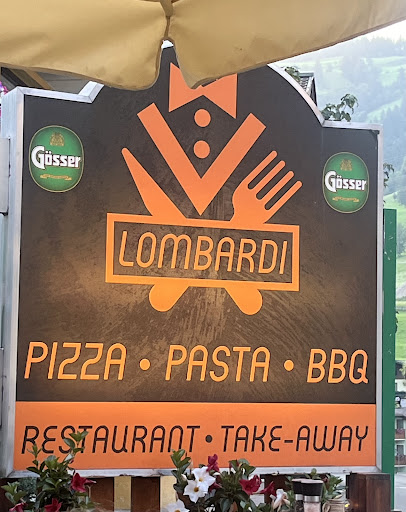 Gösser
Gösser
LOMBARDI
PIZZA • PASTA • BBQ
RESTAURANT • TAKE-AWAY